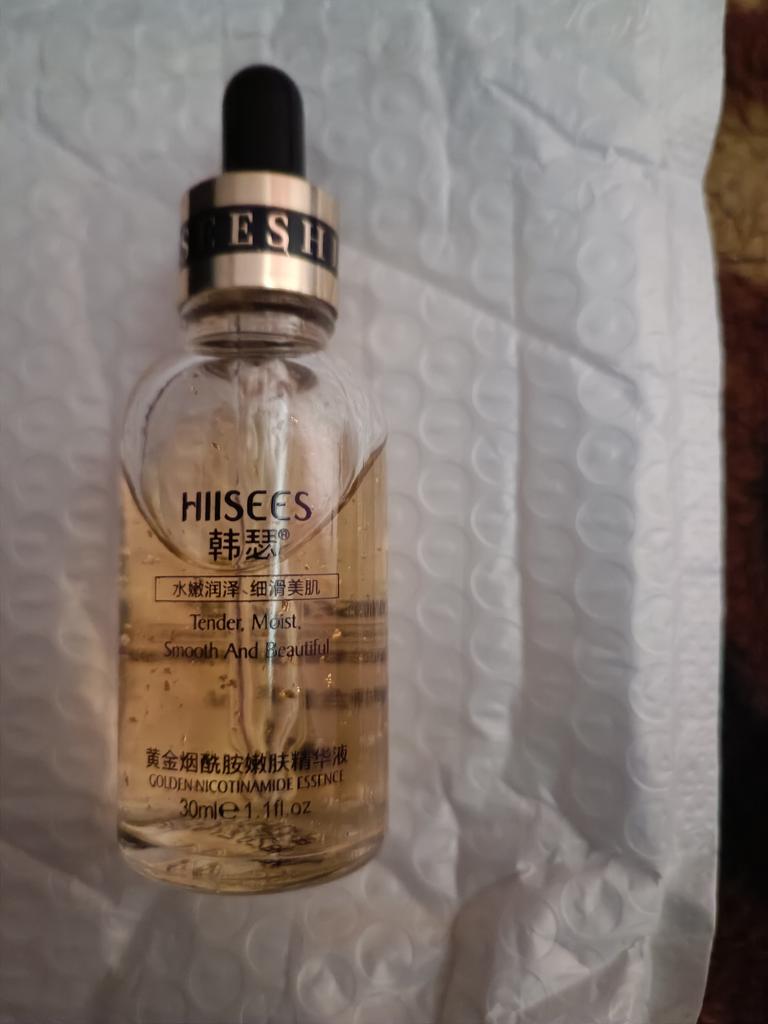 SEESHI
HIISEES
韩瑟®
水嫩润泽、细滑美肌
Tender, Moist,
Smooth And Beautiful
黄金烟酰胺嫩肤精华液
GOLDEN NICOTINAMIDE ESSENCE
30ml℮1.1fl.oz